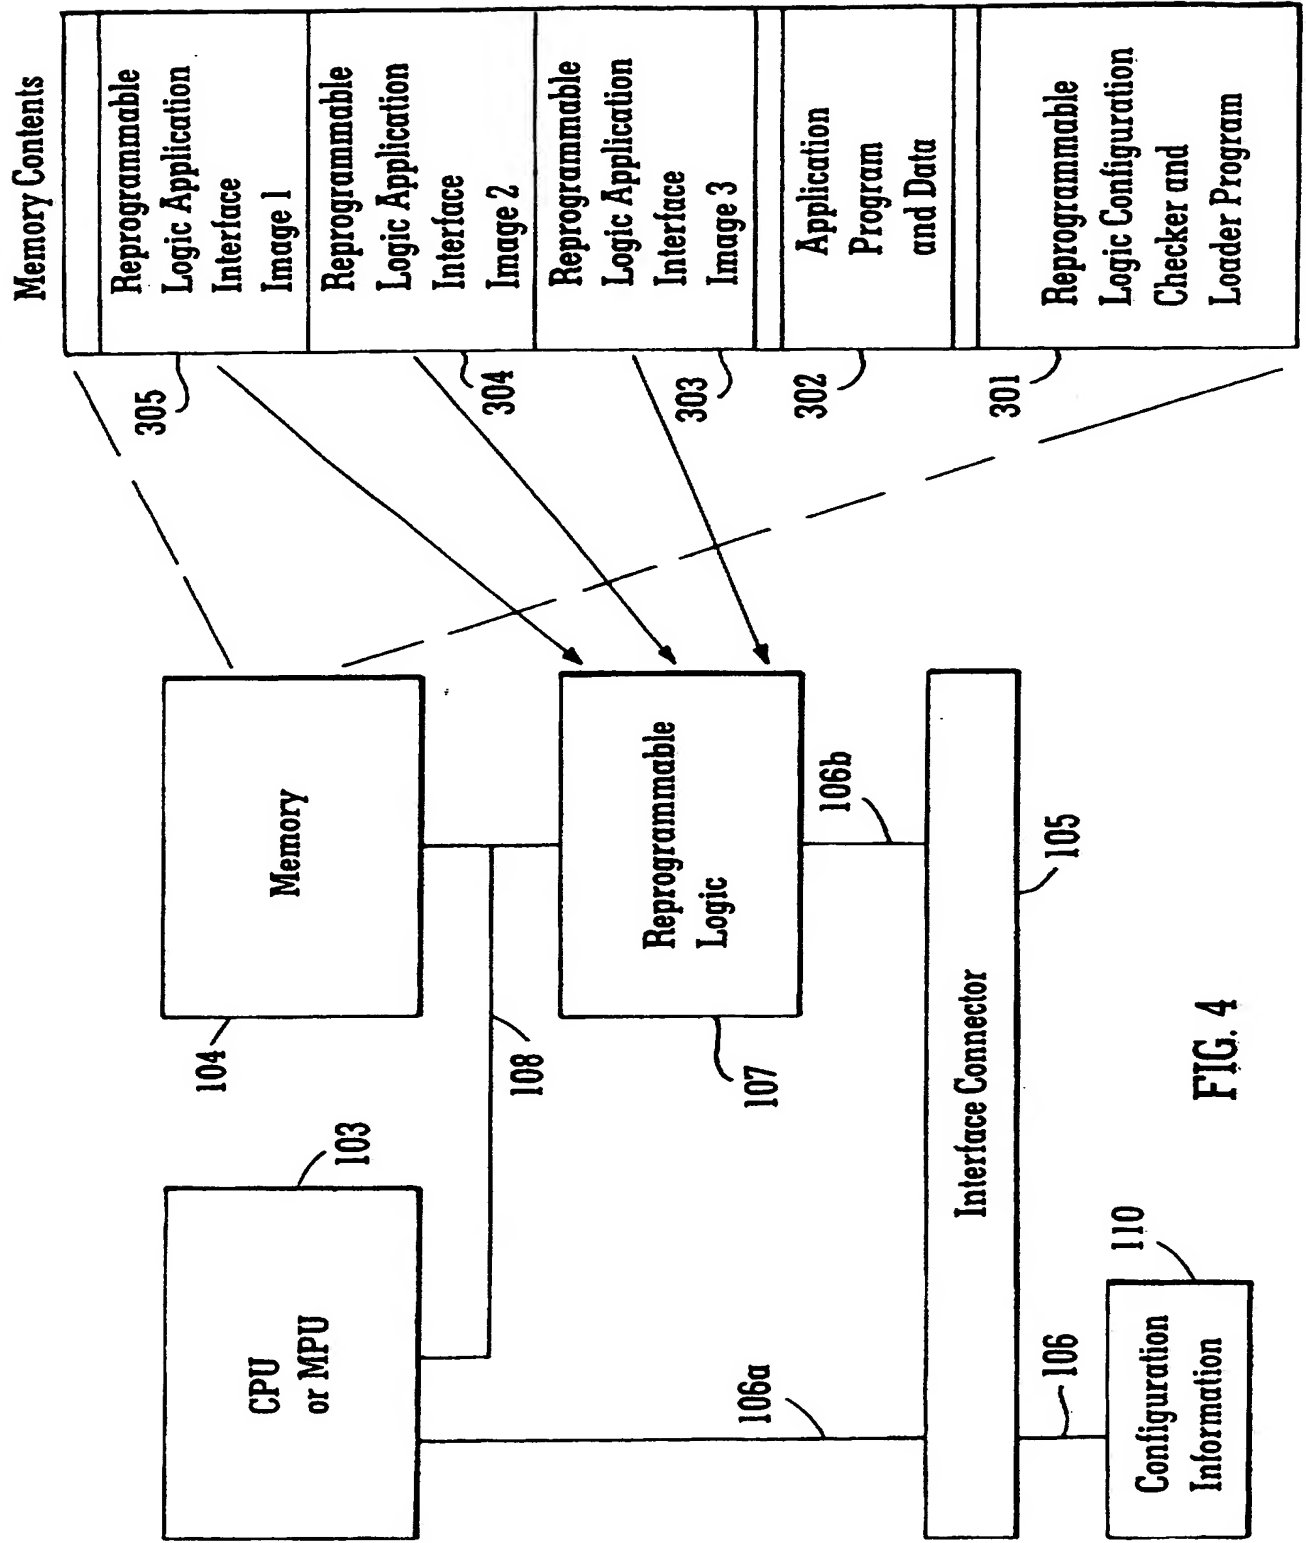 Memory Contents
Reprogrammable
Logic Application
Interface
Image 1
305
Reprogrammable
Logic Application
Interface
Image 2
304
Reprogrammable
Logic Application
Interface
Image 3
303
Application
Program
and Data
302
Reprogrammable
Logic Configuration
Checker and
Loader Program
301
CPU
or MPU
103
Memory
104
108
Reprogrammable
Logic
107
106a
106b
Interface Connector
105
106
Configuration
Information
110
FIG. 4